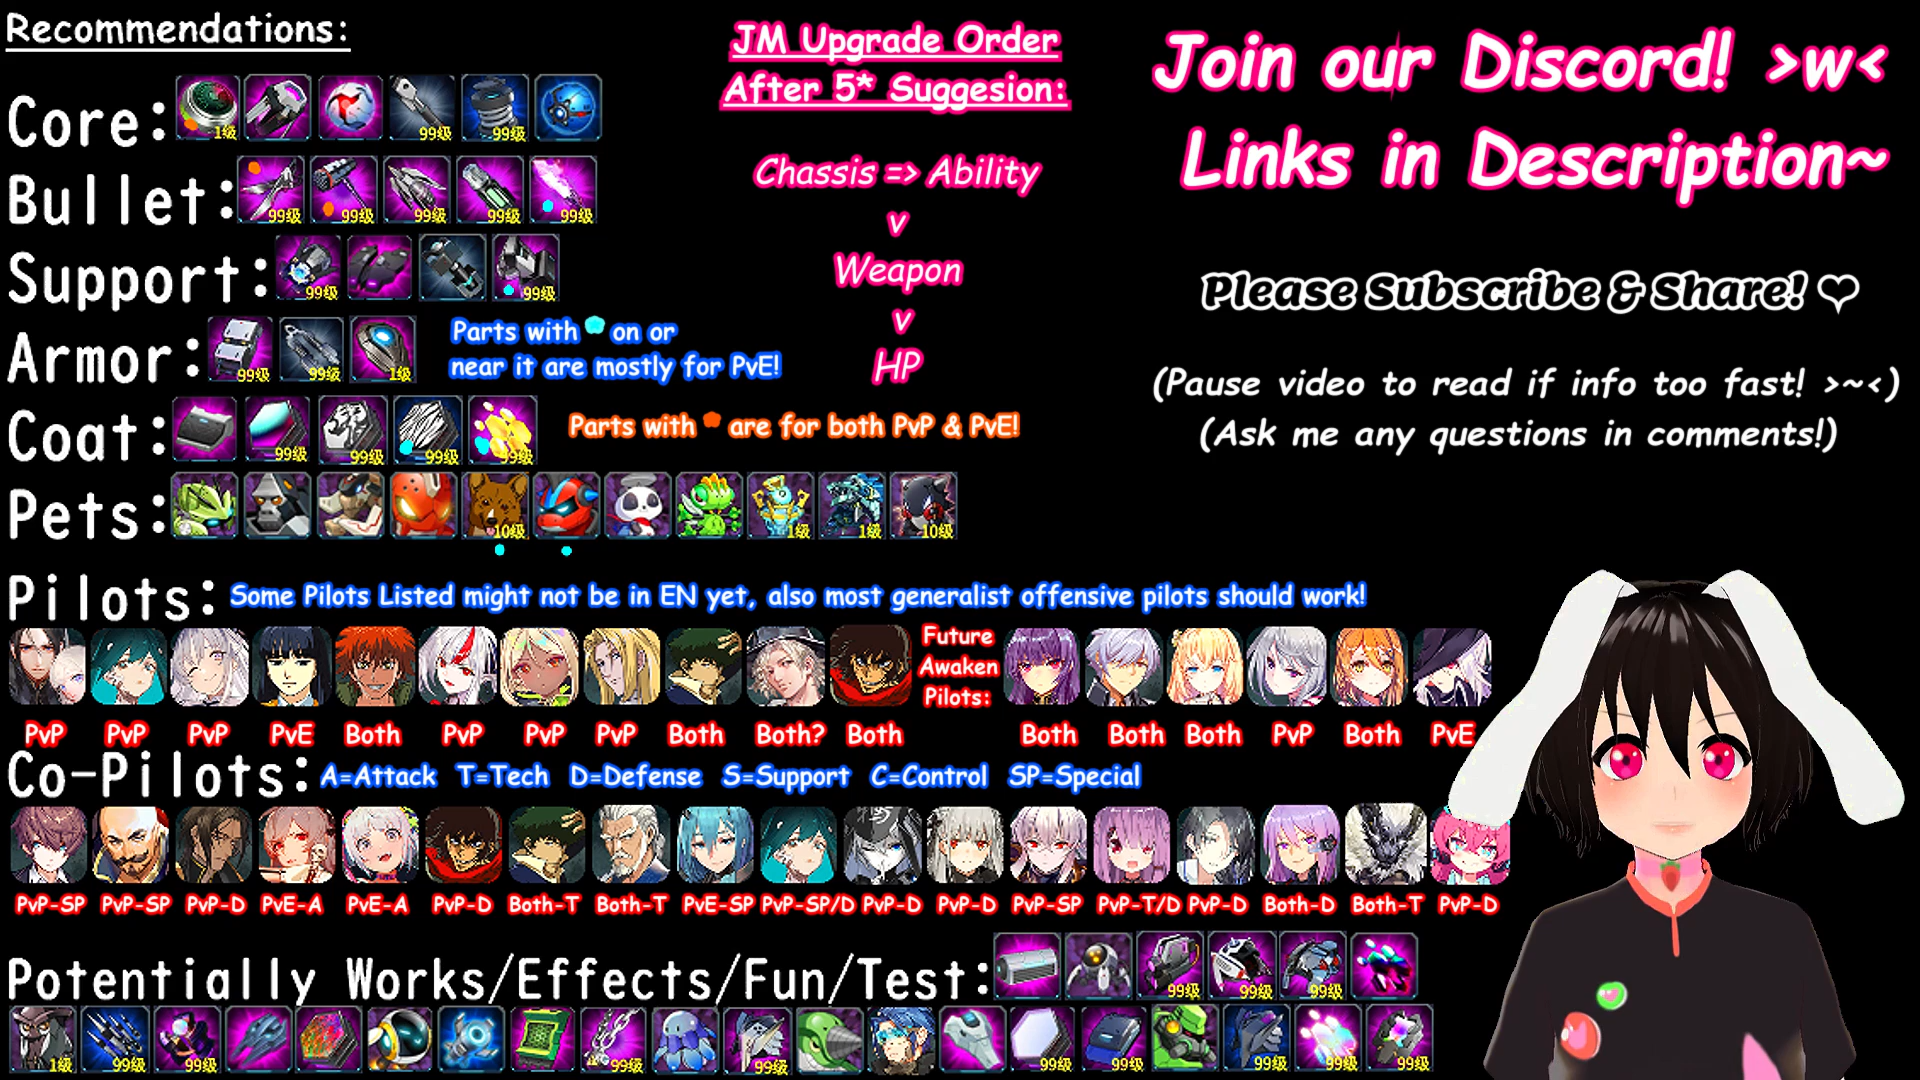 Recommendations:
Core:
1级 99级 99级
Bullet:
99级 99级 99级 99级 99级
Support:
99级 99级
Armor:
99级 99级 1级
Parts with on or
near it are mostly for PvE!
Coat:
99级 99级 99级 99级
Parts with are for both PvP & PvE!
Pets:
10级 1级 1级 10级
JM Upgrade Order
After 5* Suggesion:
Chassis => Ability
v
Weapon
v
HP
Join our Discord! >w<
Links in Description~
Please Subscribe & Share! ❤
(Pause video to read if info too fast! >~<)
(Ask me any questions in comments!)
Pilots:
Some Pilots Listed might not be in EN yet, also most generalist offensive pilots should work!
Future
Awaken
Pilots:
PvP PvP PvP PvE Both PvP PvP PvP Both Both? Both Both Both Both PvP Both PvE
Co-Pilots:
A=Attack T=Tech D=Defense S=Support C=Control SP=Special
PvP-SP PvP-SP PvP-D PvE-A PvE-A PvP-D Both-T Both-T PvE-SP PvP-SP/D PvP-D PvP-D PvP-SP PvP-T/D PvP-D Both-D Both-T PvP-D
Potentially Works/Effects/Fun/Test:
99级 99级 99级
1级 99级 99级 99级 99级 99级 99级 99级 99级 99级